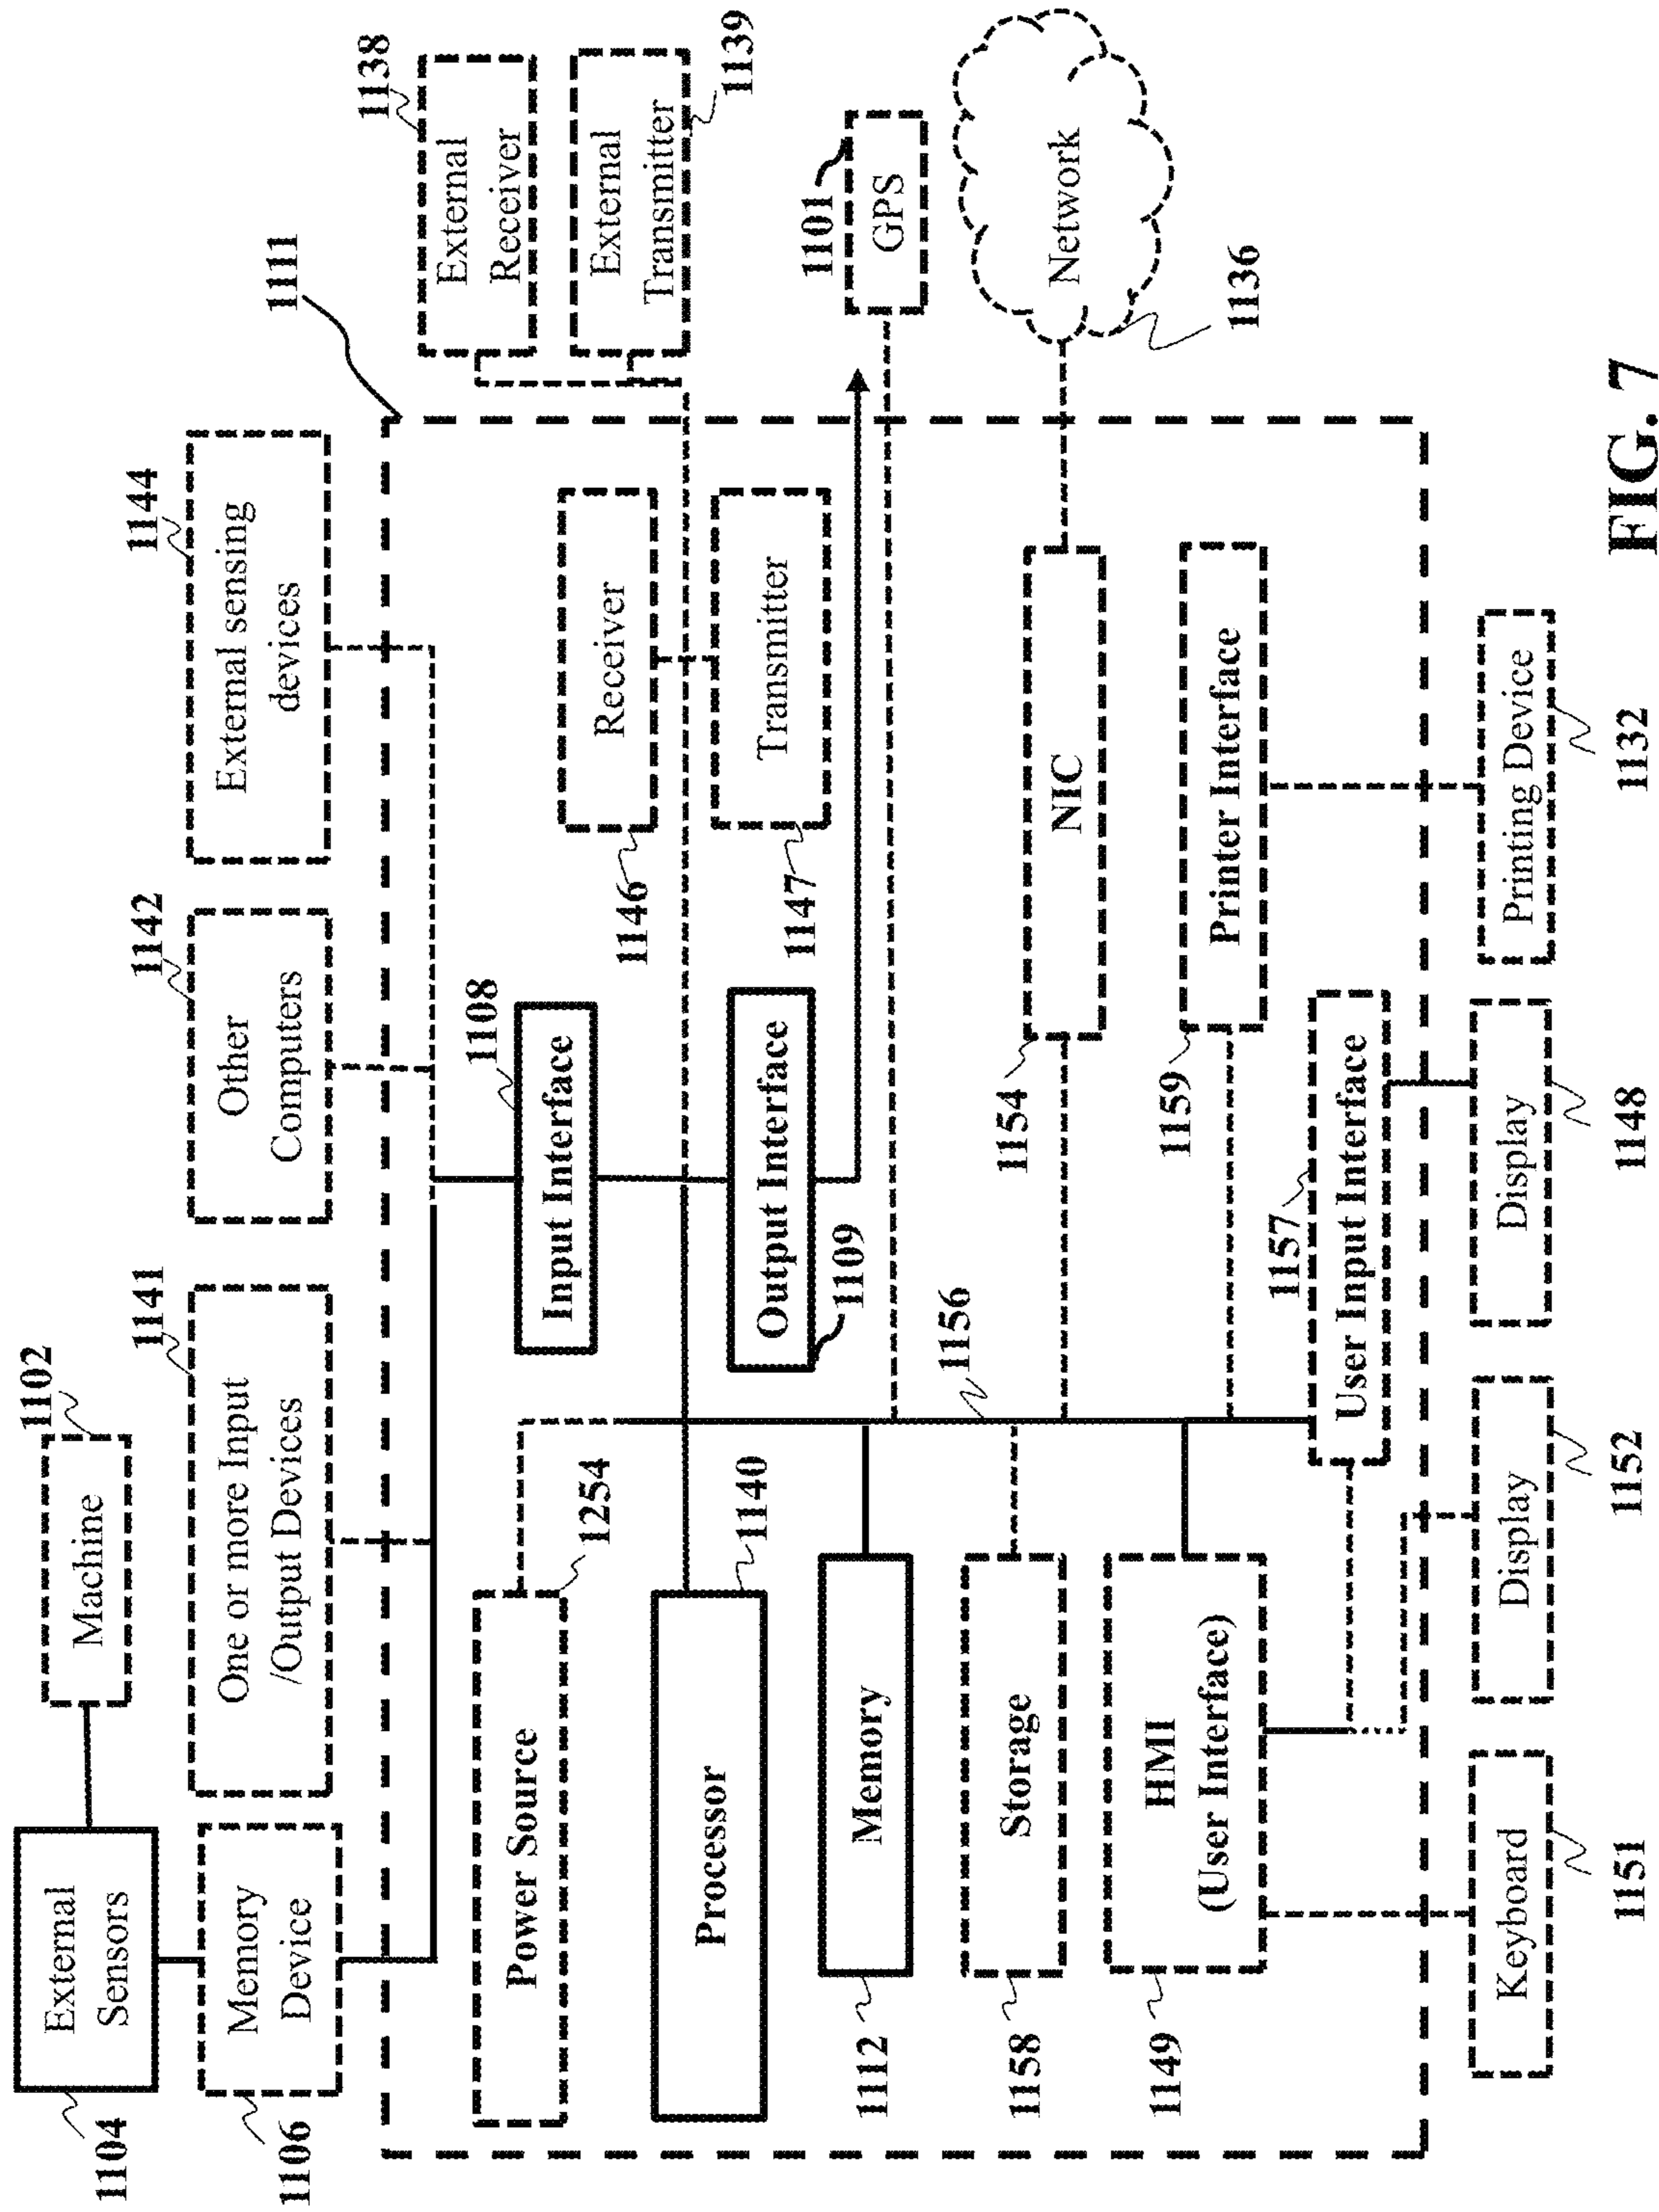 1104
External
Sensors
Machine
1102
1106
Memory
Device
One or more Input
/Output Devices
1141
Other
Computers
1142
External sensing
devices
1144
1111
External
Receiver
1138
External
Transmitter
1139
Power Source
1254
Input Interface
1108
Receiver
1146
Processor
1140
Output Interface
1109
Transmitter
1147
GPS
1101
Memory
1112
1156
Storage
1158
NIC
1154
Network
1136
HMI
(User Interface)
1149
Printer Interface
1159
User Input Interface
1157
Keyboard
1151
Display
1152
Display
1148
Printing Device
1132
FIG. 7